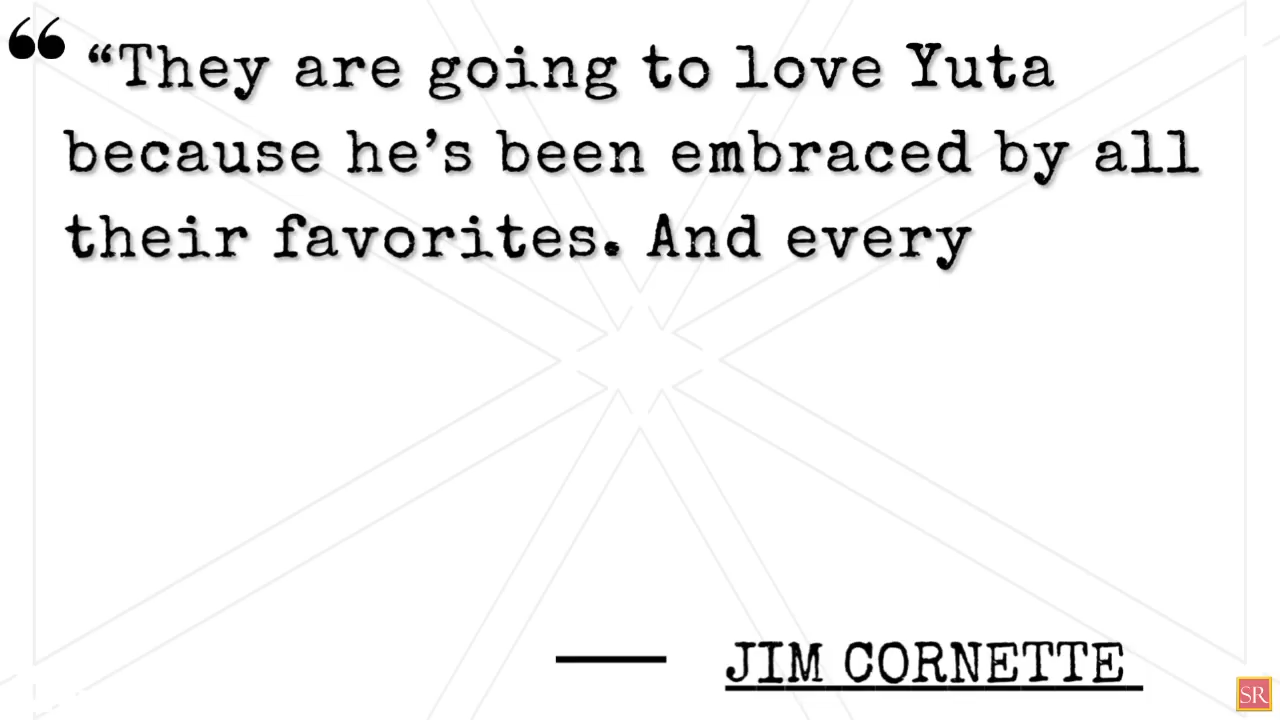 “ “They are going to love Yuta
because he’s been embraced by all
their favorites. And every
— JIM CORNETTE
SR